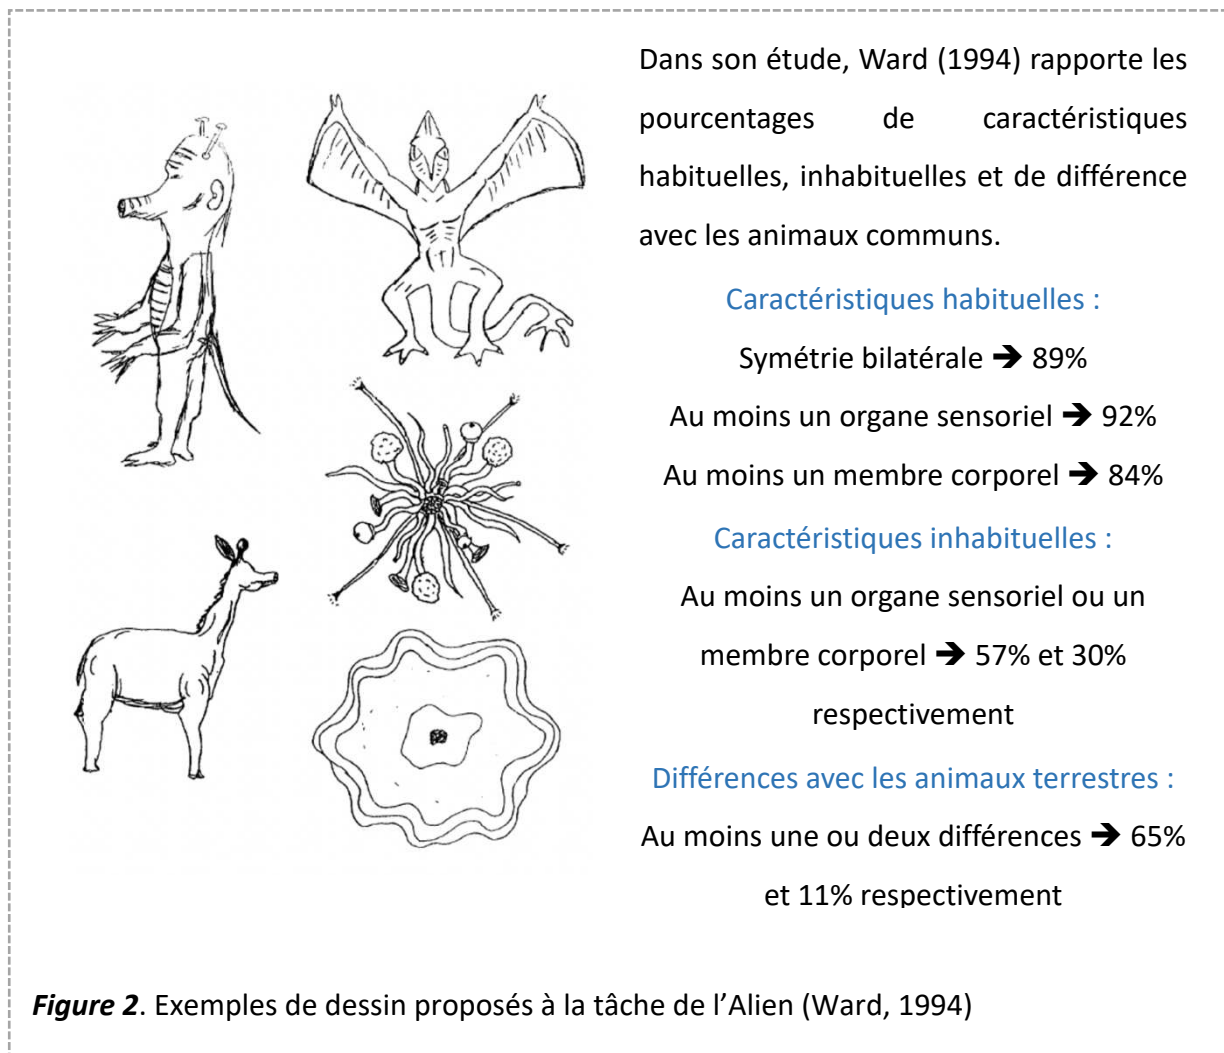 Dans son étude, Ward (1994) rapporte les
pourcentages de caractéristiques
habituelles, inhabituelles et de différence
avec les animaux communs.
Caractéristiques habituelles :
Symétrie bilatérale ➔ 89%
Au moins un organe sensoriel ➔ 92%
Au moins un membre corporel ➔ 84%
Caractéristiques inhabituelles :
Au moins un organe sensoriel ou un
membre corporel ➔ 57% et 30%
respectivement
Différences avec les animaux terrestres :
Au moins une ou deux différences ➔ 65%
et 11% respectivement
Figure 2. Exemples de dessin proposés à la tâche de l’Alien (Ward, 1994)